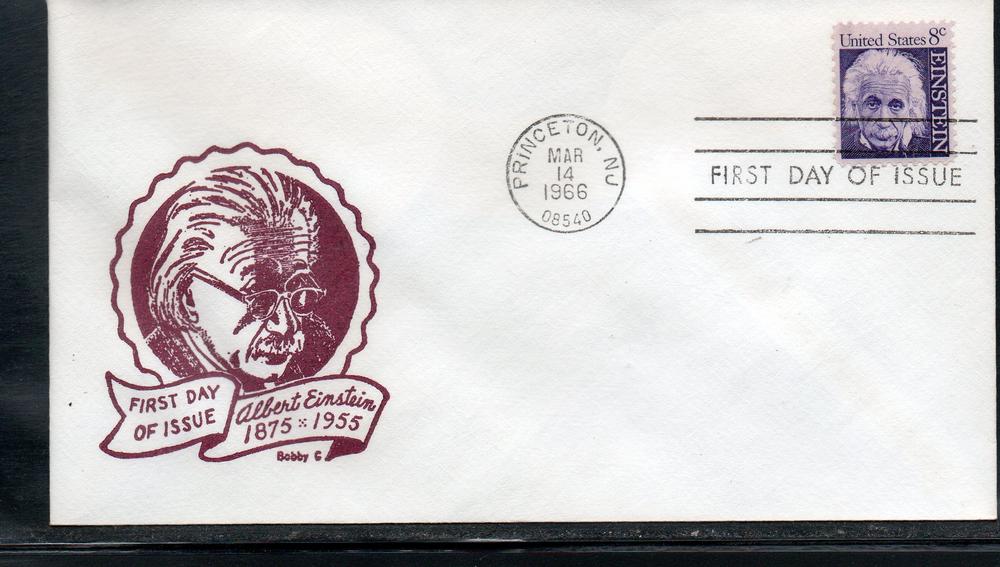 United States 8c
EINSTEIN
PRINCETON, NJ
MAR
14
1966
08540
FIRST DAY OF ISSUE
FIRST DAY
OF ISSUE
Albert Einstein
1875 1955
Bobby C